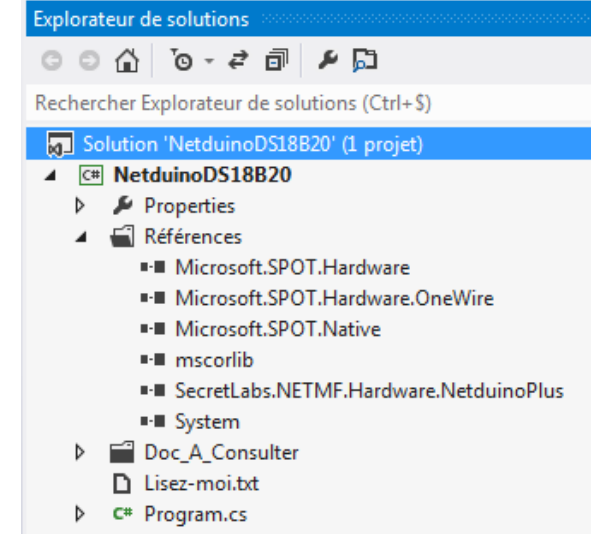 Explorateur de solutions
Rechercher Explorateur de solutions (Ctrl+$)
Solution 'NetduinoDS18B20' (1 projet)
C# NetduinoDS18B20
Properties
Références
Microsoft.SPOT.Hardware
Microsoft.SPOT.Hardware.OneWire
Microsoft.SPOT.Native
mscorlib
SecretLabs.NETMF.Hardware.NetduinoPlus
System
Doc_A_Consulter
Lisez-moi.txt
C# Program.cs